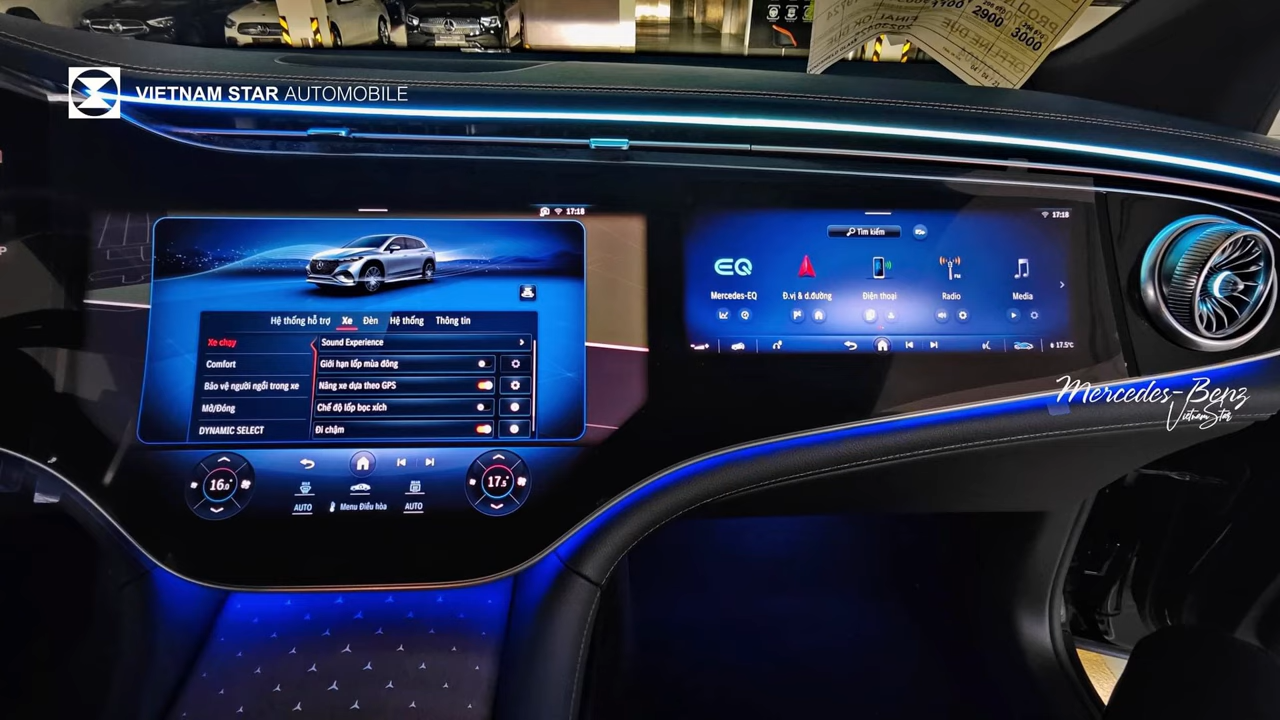 2900
3000
VIETNAM STAR AUTOMOBILE
17:18
17:18
Tìm kiếm
EQ
Mercedes-EQ
Đ.vị & d.đường
Điện thoại
FM
Radio
Media
17.5°C
Hệ thống hỗ trợ Xe Đèn Hệ thống Thông tin
Xe chạy
Sound Experience
Comfort
Giới hạn lốp mùa đông
Bảo vệ người ngồi trong xe
Nâng xe dựa theo GPS
Mở/Đóng
Chế độ lốp bọc xích
DYNAMIC SELECT
Đi chậm
16.0°
17.5°
AUTO
Menu Điều hòa
AUTO
Mercedes-Benz
VietnamStar